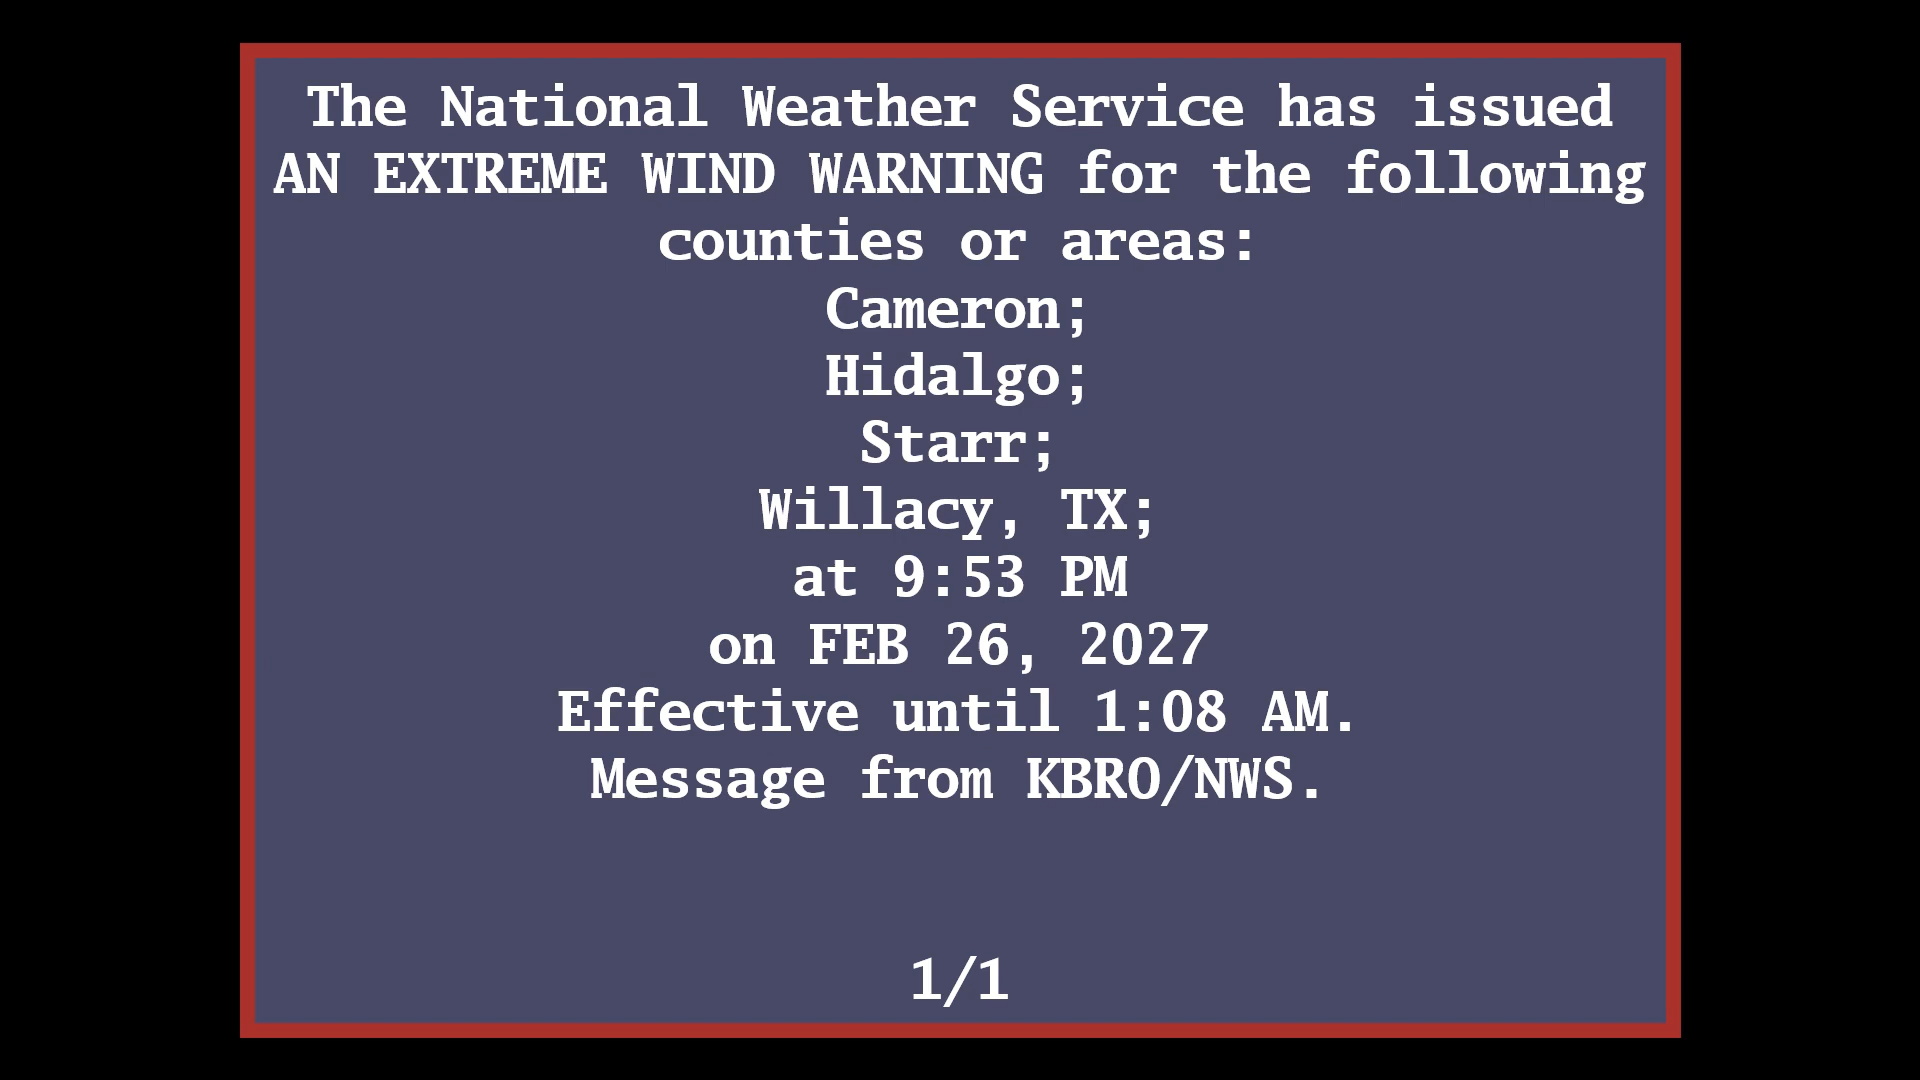 The National Weather Service has issued
AN EXTREME WIND WARNING for the following
counties or areas:
Cameron;
Hidalgo;
Starr;
Willacy, TX;
at 9:53 PM
on FEB 26, 2027
Effective until 1:08 AM.
Message from KBRO/NWS.
1/1